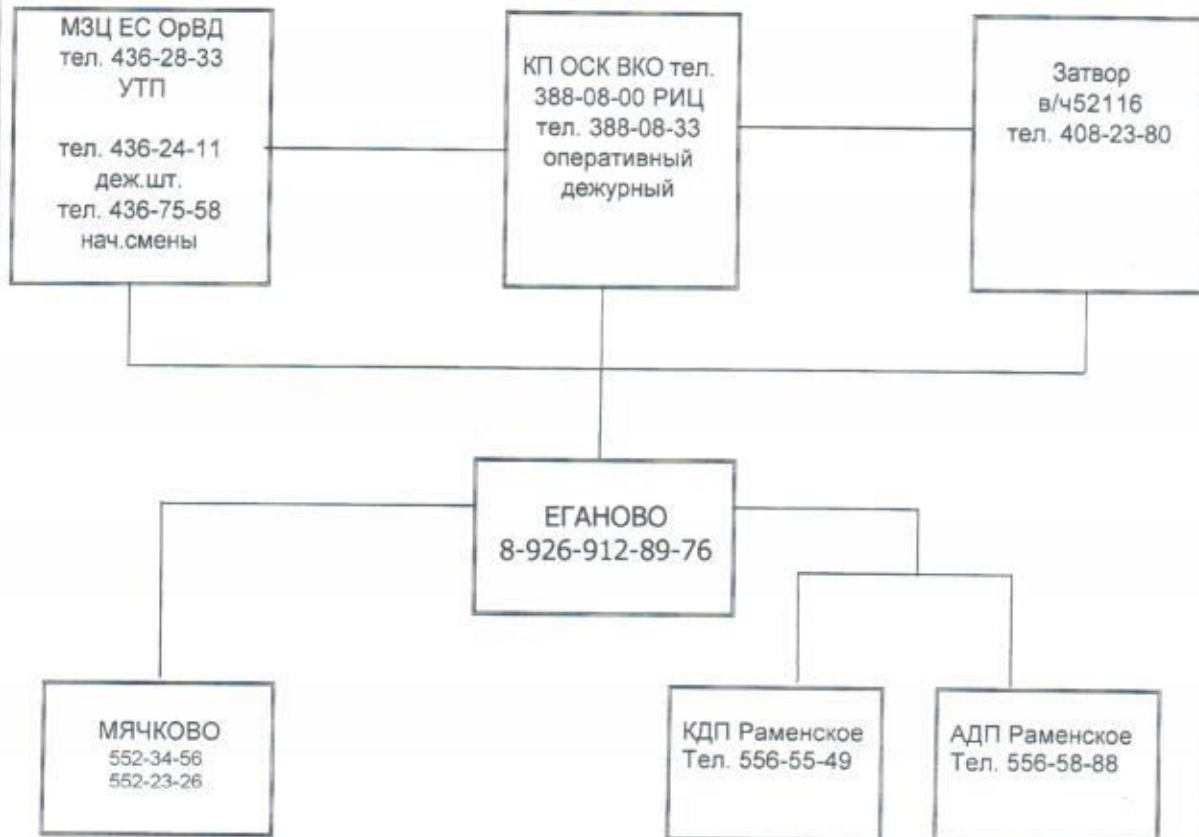 МЗЦ ЕС ОрВД
тел. 436-28-33
УТП
тел. 436-24-11
деж.шт.
тел. 436-75-58
нач.смены
КП ОСК ВКО тел.
388-08-00 РИЦ
тел. 388-08-33
оперативный
дежурный
Затвор
в/ч52116
тел. 408-23-80
ЕГАНОВО
8-926-912-89-76
МЯЧКОВО
552-34-56
552-23-26
КДП Раменское
Тел. 556-55-49
АДП Раменское
Тел. 556-58-88